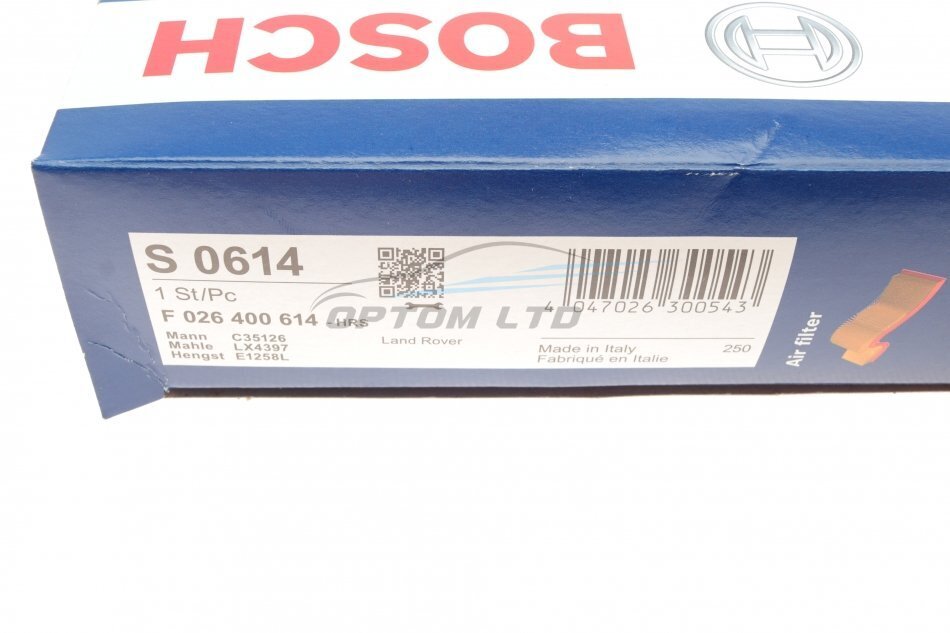 BOSCH
S 0614
1 St/Pc
F 026 400 614 -HRS
Mann C35126
Mahle LX4397
Hengst E1258L
Land Rover
4 047026 300543
Made in Italy 250
Fabriqué en Italie
Air filter
OPTOM LTD